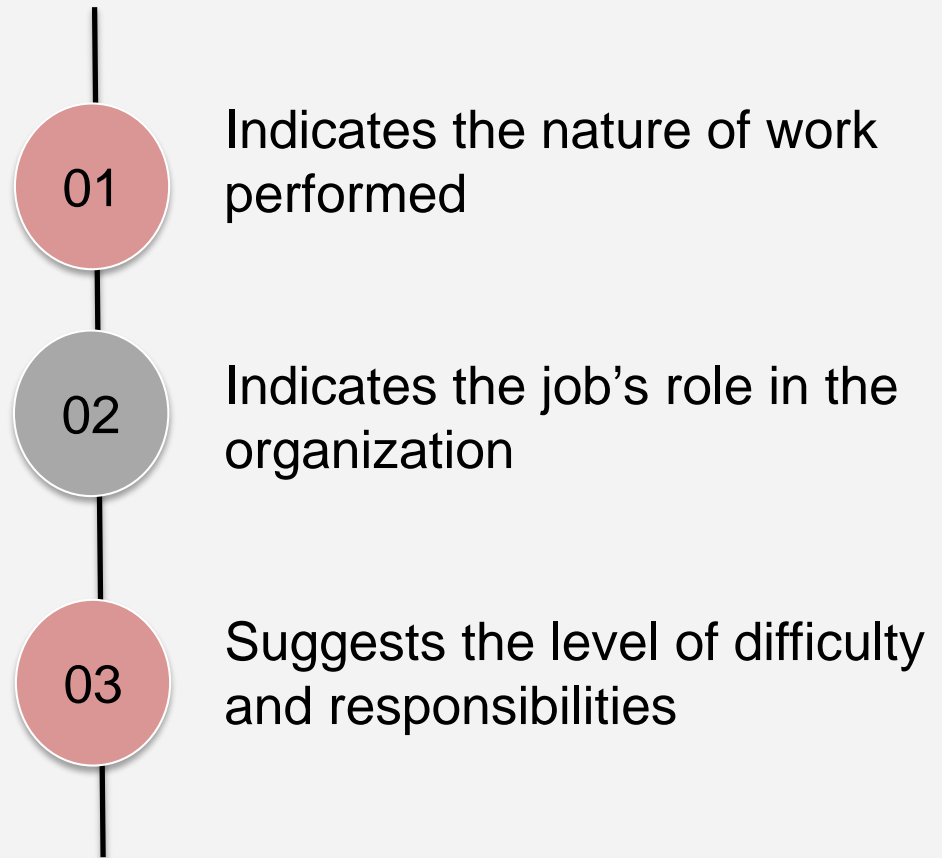 01
Indicates the nature of work
performed
02
Indicates the job’s role in the
organization
03
Suggests the level of difficulty
and responsibilities